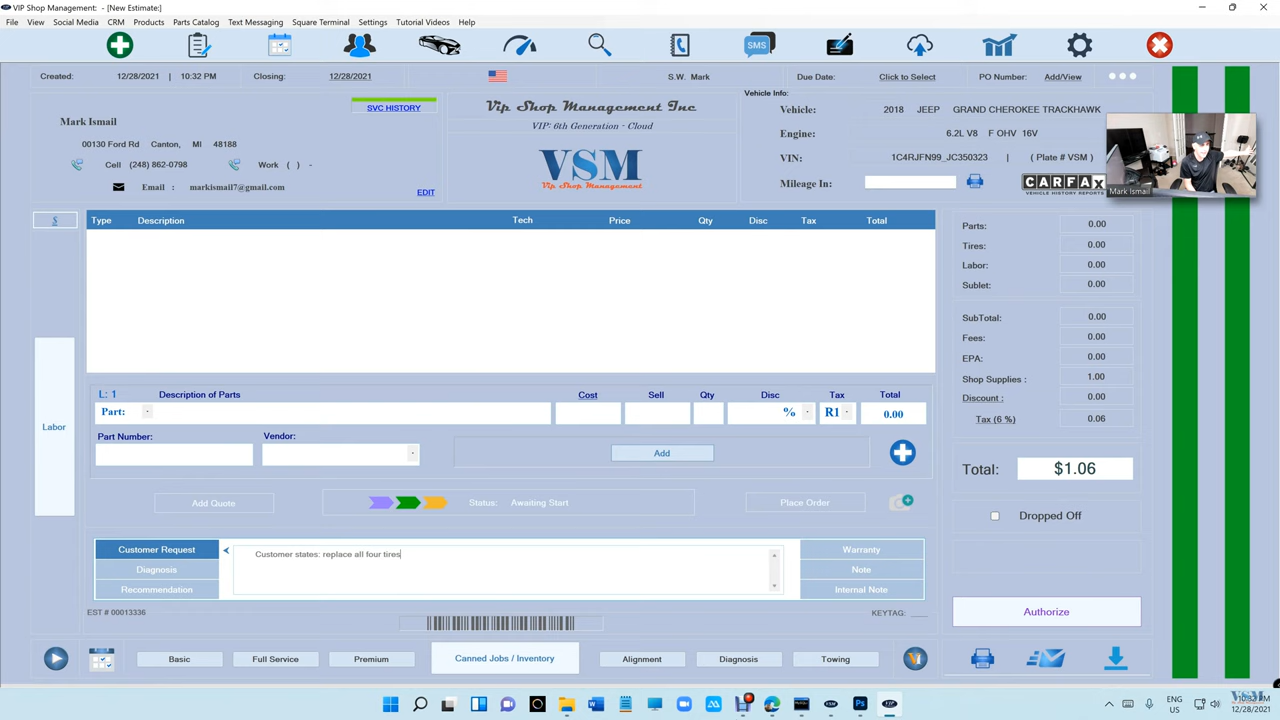 VIP Shop Management: - [New Estimate:]
File View Social Media CRM Products Parts Catalog Text Messaging Square Terminal Settings Tutorial Videos Help
SMS
Created: 12/28/2021 | 10:32 PM Closing: 12/28/2021 S.W. Mark Due Date: Click to Select PO Number: Add/View
SVC HISTORY
Mark Ismail
00130 Ford Rd Canton, MI 48188
Cell (248) 862-0798 Work ( ) -
Email : markismail7@gmail.com
EDIT
Vip Shop Management Inc
VIP: 6th Generation - Cloud
VSM
Vip Shop Management
Vehicle Info:
Vehicle: 2018 JEEP GRAND CHEROKEE TRACKHAWK
Engine: 6.2L V8 F OHV 16V
VIN: 1C4RJFN99_JC350323 | ( Plate # VSM )
Mileage In:
CARFAX
VEHICLE HISTORY REPORTS
Mark Ismail
$
Type Description Tech Price Qty Disc Tax Total
Labor
L: 1 Description of Parts Cost Sell Qty Disc Tax Total
Part: % R1 0.00
Part Number: Vendor:
Add
Add Quote Status: Awaiting Start Place Order
Customer Request
Diagnosis
Recommendation
Customer states: replace all four tires
Warranty
Note
Internal Note
EST # 00013336 KEYTAG: ____
Parts: 0.00
Tires: 0.00
Labor: 0.00
Sublet: 0.00
SubTotal: 0.00
Fees: 0.00
EPA: 0.00
Shop Supplies : 1.00
Discount : 0.00
Tax (6 %) 0.06
Total: $1.06
Dropped Off
Authorize
Basic Full Service Premium Canned Jobs / Inventory Alignment Diagnosis Towing
ENG
US
10:32 PM
12/28/2021
VSM